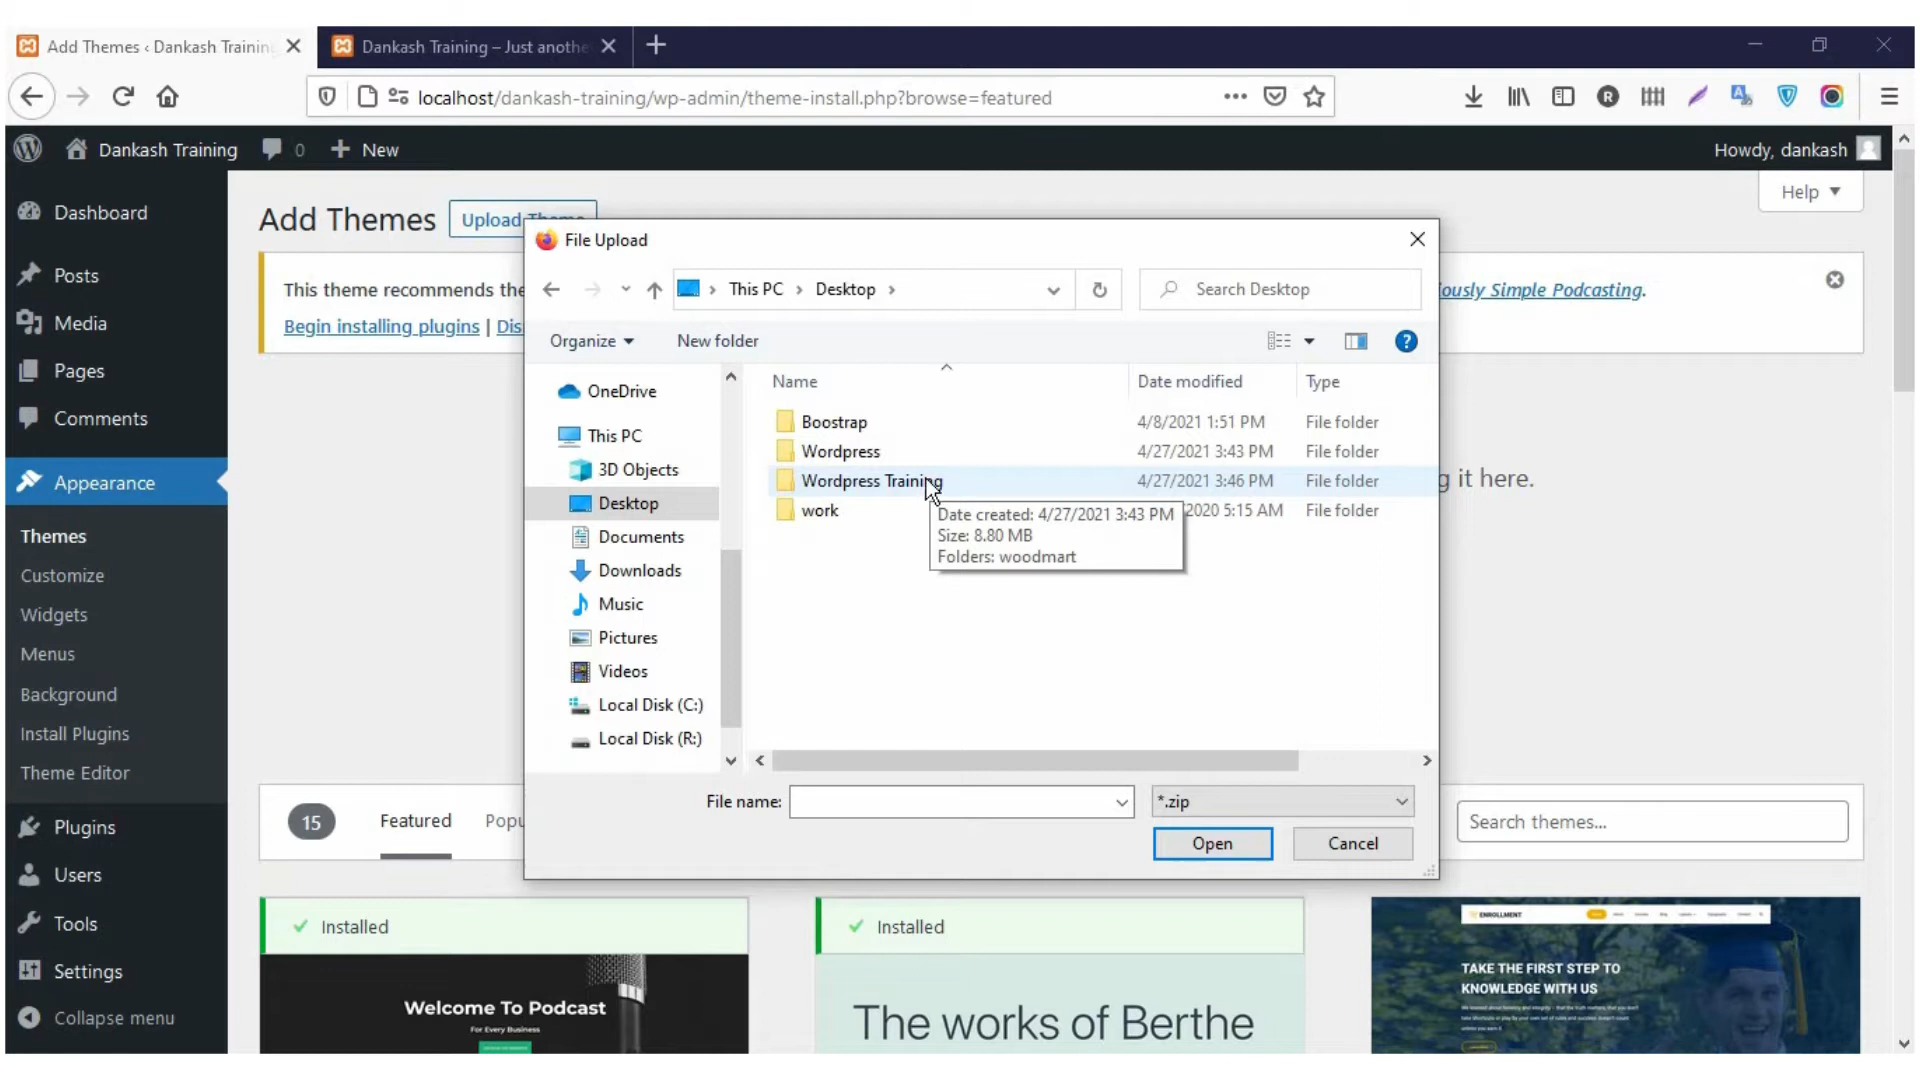 Add Themes ‹ Dankash Training
Dankash Training – Just anothe
localhost/dankash-training/wp-admin/theme-install.php?browse=featured
Dankash Training 0 New
Howdy, dankash
Help
Dashboard
Posts
Media
Pages
Comments
Appearance
Themes
Customize
Widgets
Menus
Background
Install Plugins
Theme Editor
Plugins
Users
Tools
Settings
Collapse menu
Add Themes
Upload Theme
This theme recommends the
ously Simple Podcasting.
Begin installing plugins | Dis
g it here.
File Upload
This PC › Desktop ›
Search Desktop
Organize
New folder
OneDrive
This PC
3D Objects
Desktop
Documents
Downloads
Music
Pictures
Videos
Local Disk (C:)
Local Disk (R:)
Name Date modified Type
Boostrap 4/8/2021 1:51 PM File folder
Wordpress 4/27/2021 3:43 PM File folder
Wordpress Training 4/27/2021 3:46 PM File folder
work 2020 5:15 AM File folder
Date created: 4/27/2021 3:43 PM
Size: 8.80 MB
Folders: woodmart
File name:
*.zip
Open
Cancel
15
Featured
Popu
Search themes...
Installed
Installed
Welcome To Podcast
For Every Business
The works of Berthe
ENROLLMENT
TAKE THE FIRST STEP TO
KNOWLEDGE WITH US